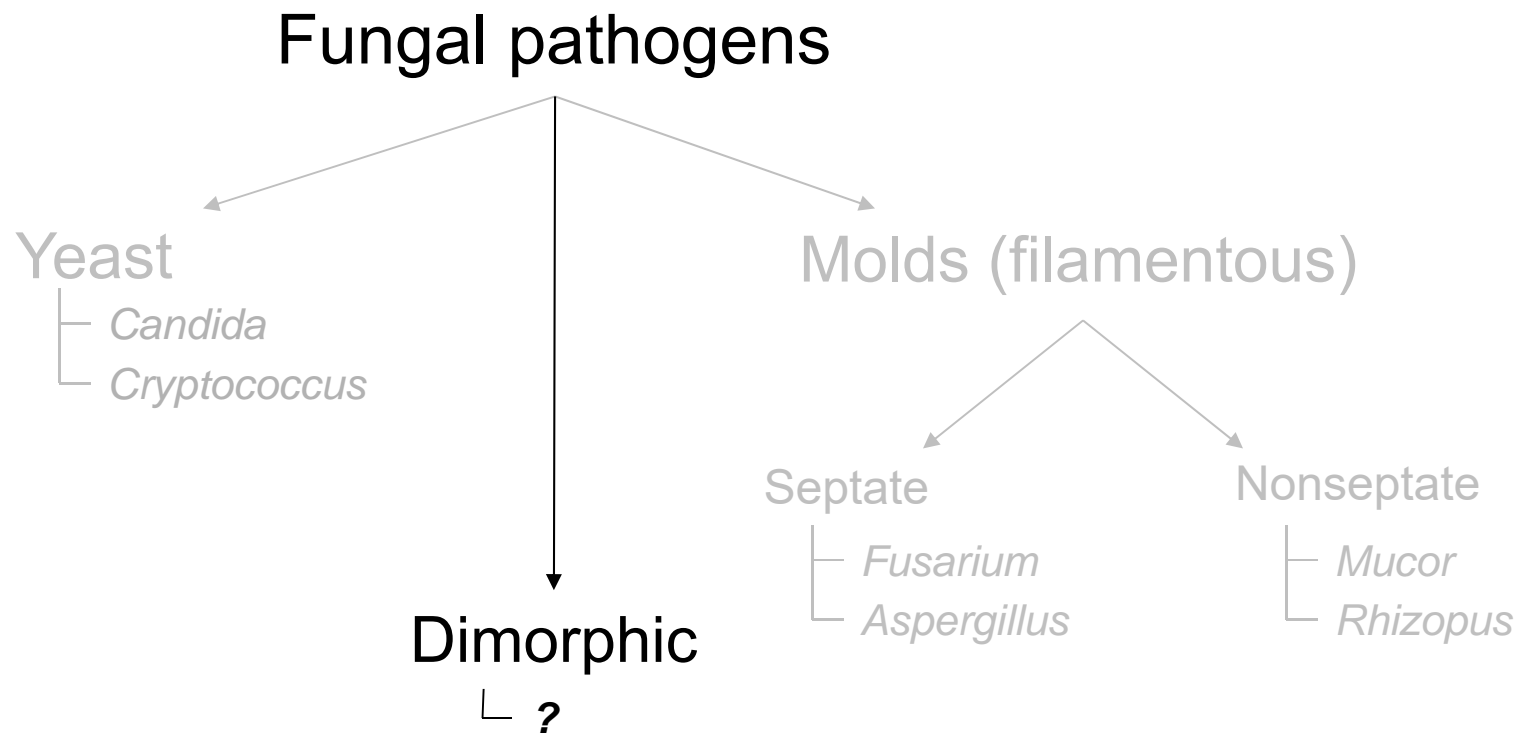 Fungal pathogens
Yeast
Candida
Cryptococcus
Molds (filamentous)
Septate
Fusarium
Aspergillus
Nonseptate
Mucor
Rhizopus
Dimorphic
?